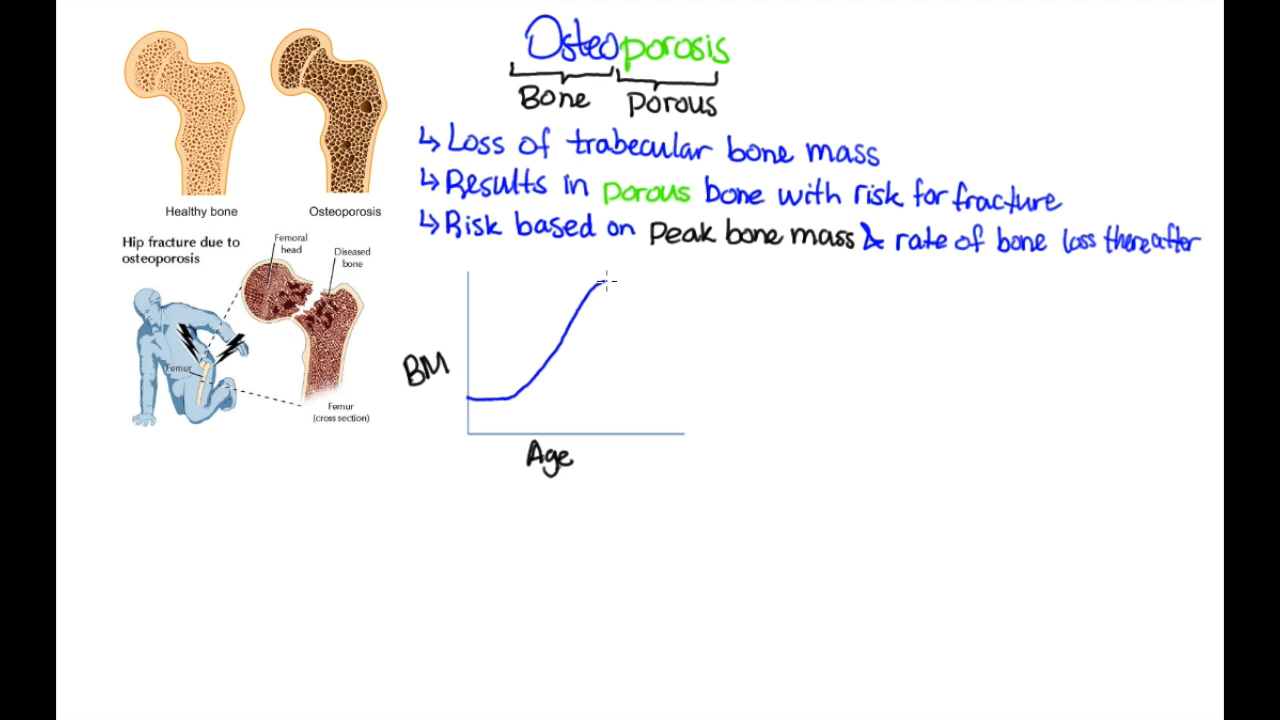 Osteoporosis
Bone Porous
↳ Loss of trabecular bone mass
↳ Results in porous bone with risk for fracture
↳ Risk based on Peak bone mass & rate of bone loss thereafter
Healthy bone
Osteoporosis
Hip fracture due to
osteoporosis
Femoral
head
Diseased
bone
Femur
Femur
(cross section)
BM
Age